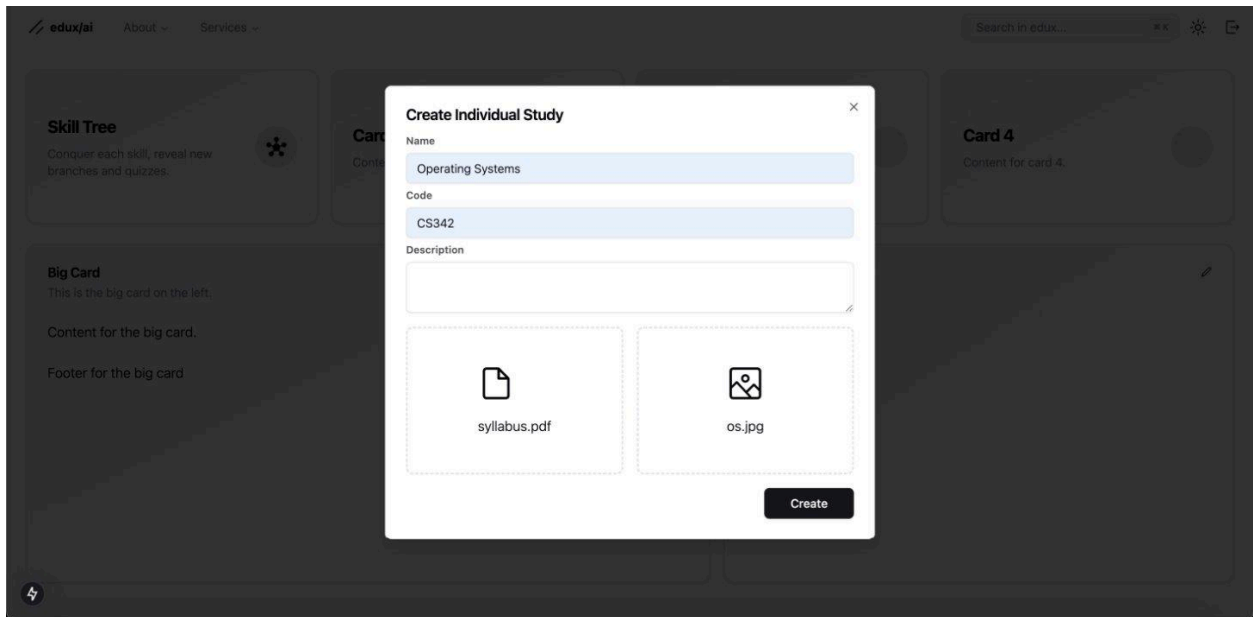 edux/ai About Services Search in edux... ⌘K
Skill Tree
Conquer each skill, reveal new
branches and quizzes.
Card
Conte
Card 4
Content for card 4.
Big Card
This is the big card on the left.
Content for the big card.
Footer for the big card
Create Individual Study
Name
Operating Systems
Code
CS342
Description
syllabus.pdf
os.jpg
Create